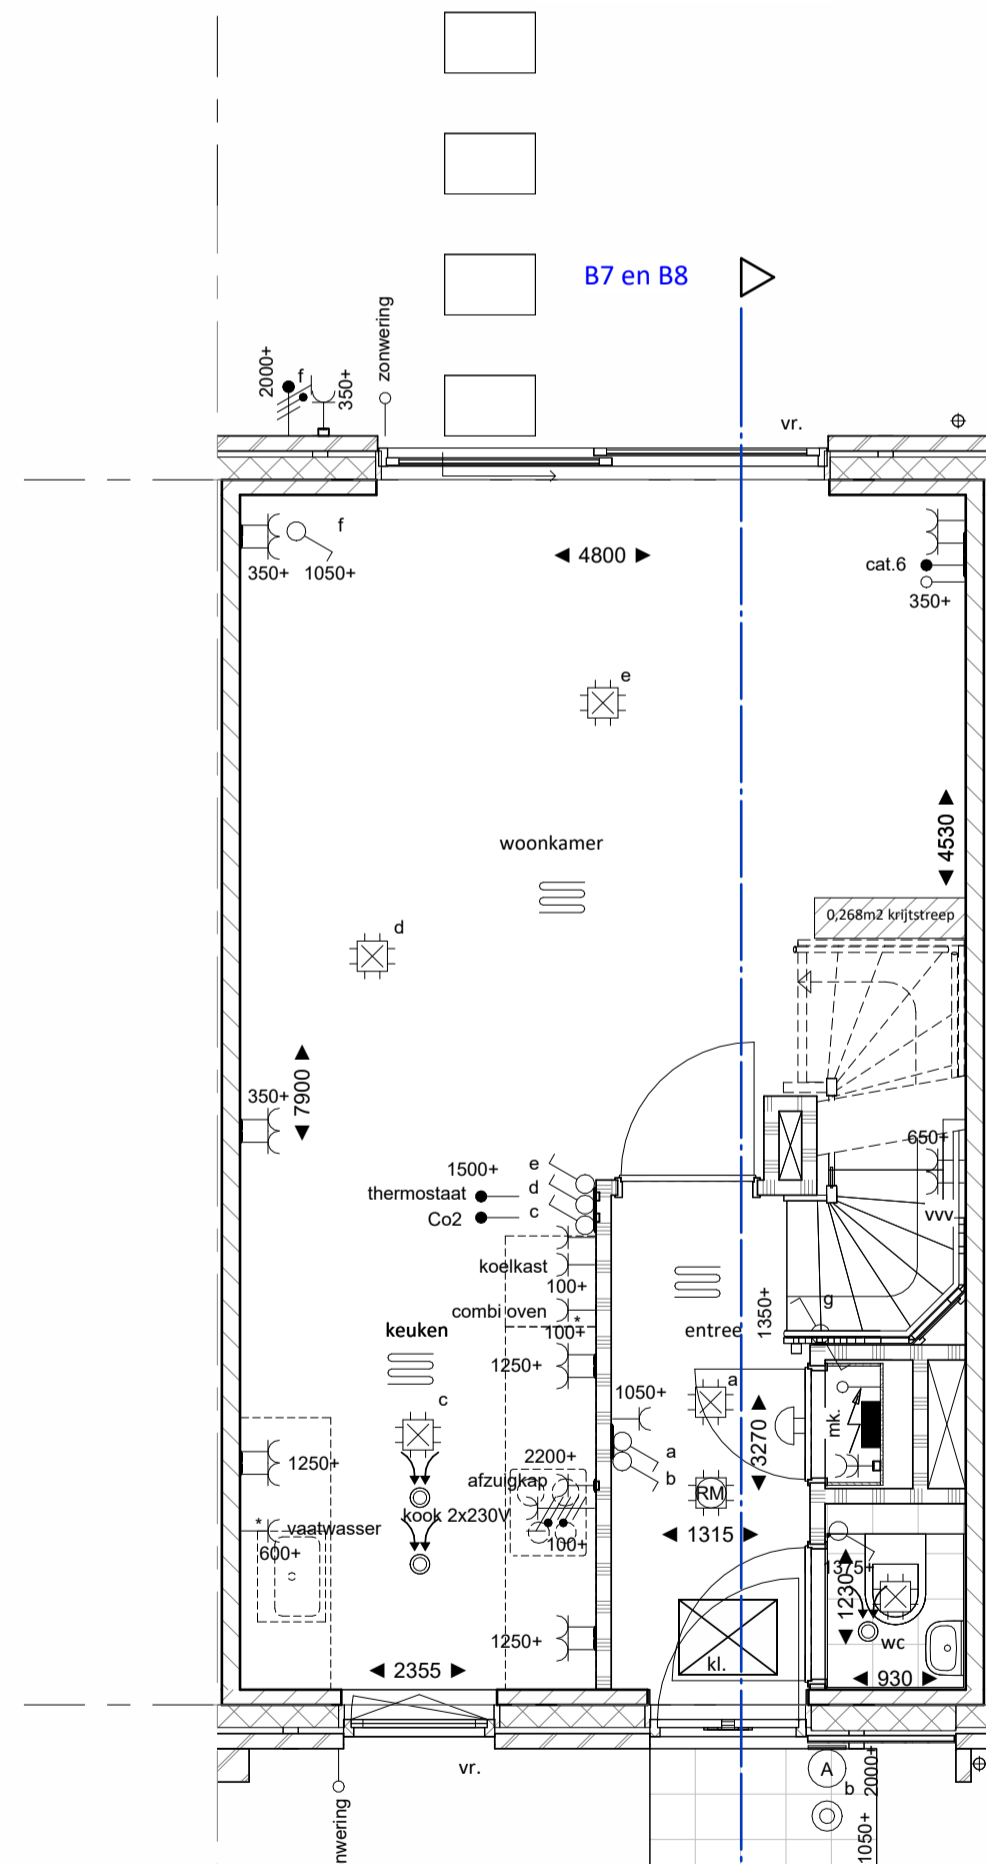 B7 en B8
zonwering
2000+
f
350+
vr.
f
350+
1050+
4800
cat.6
350+
e
4530
woonkamer
0,268m2 krijtstreep
d
7900
350+
650+
1500+
e
thermostaat
d
Co2
c
vvv
koelkast
100+
combi oven
*
100+
keuken
entree
1350+
g
1250+
a
1050+
c
mk.
3270
a
b
1250+
2200+
afzuigkap
RM
kook 2x230V
*
vaatwasser
600+
100+
1315
1375+
1230
wc
1250+
kl.
2355
930
vr.
A
b
2000+
1050+
nwering